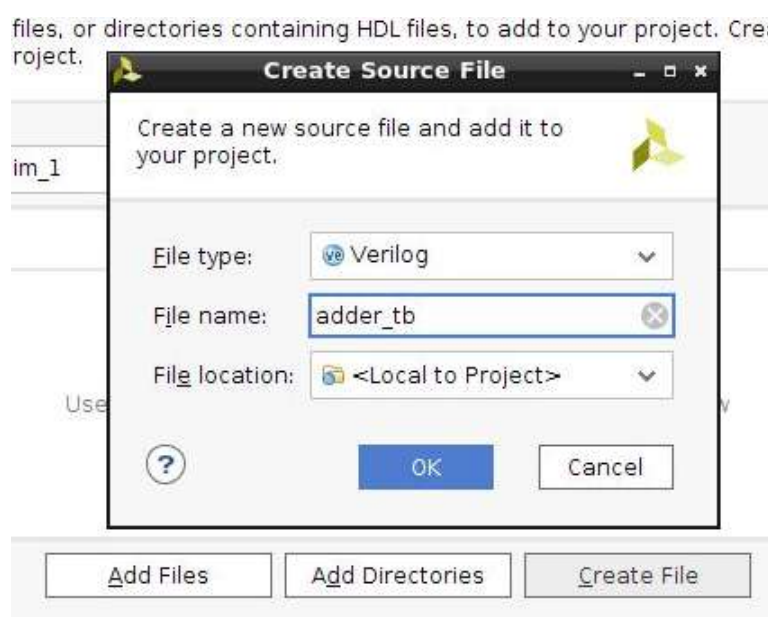 files, or directories containing HDL files, to add to your project. Cre
roject.
Create Source File
Create a new source file and add it to
your project.
im_1
File type:
Verilog
File name:
adder_tb
File location:
<Local to Project>
Use
w
?
OK
Cancel
Add Files
Add Directories
Create File